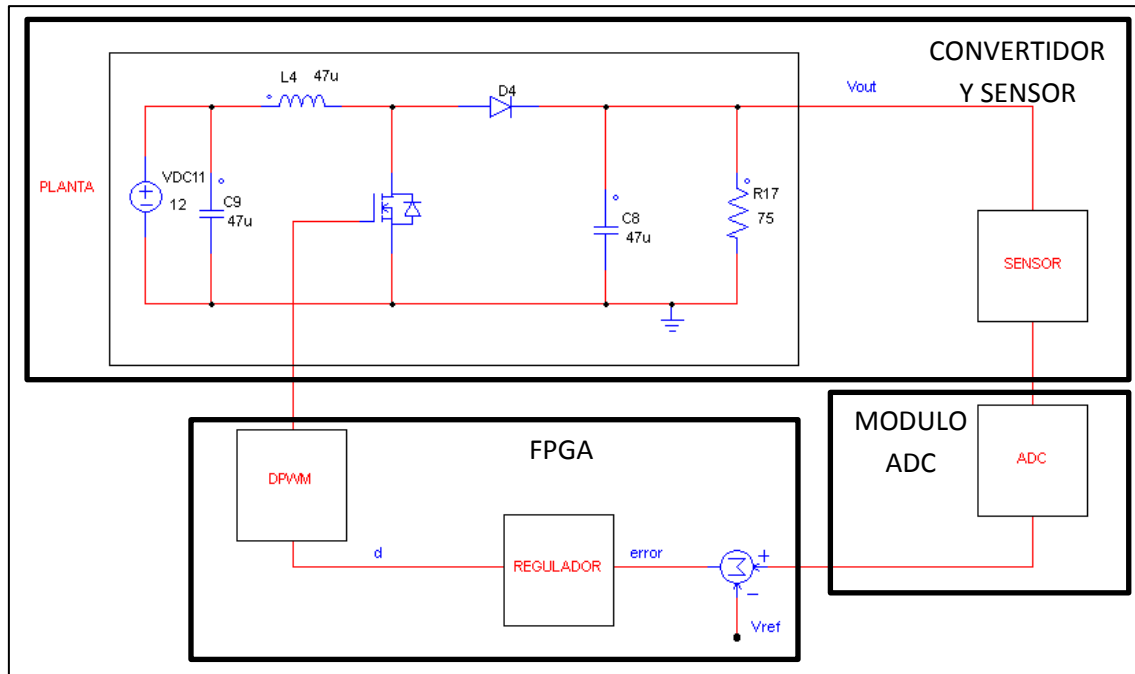 CONVERTIDOR
Y SENSOR
L4 47u
D4
Vout
PLANTA
VDC11
12
C9
47u
C8
47u
R17
75
SENSOR
FPGA
MODULO
ADC
DPWM
ADC
d
REGULADOR
error
+
−
Vref